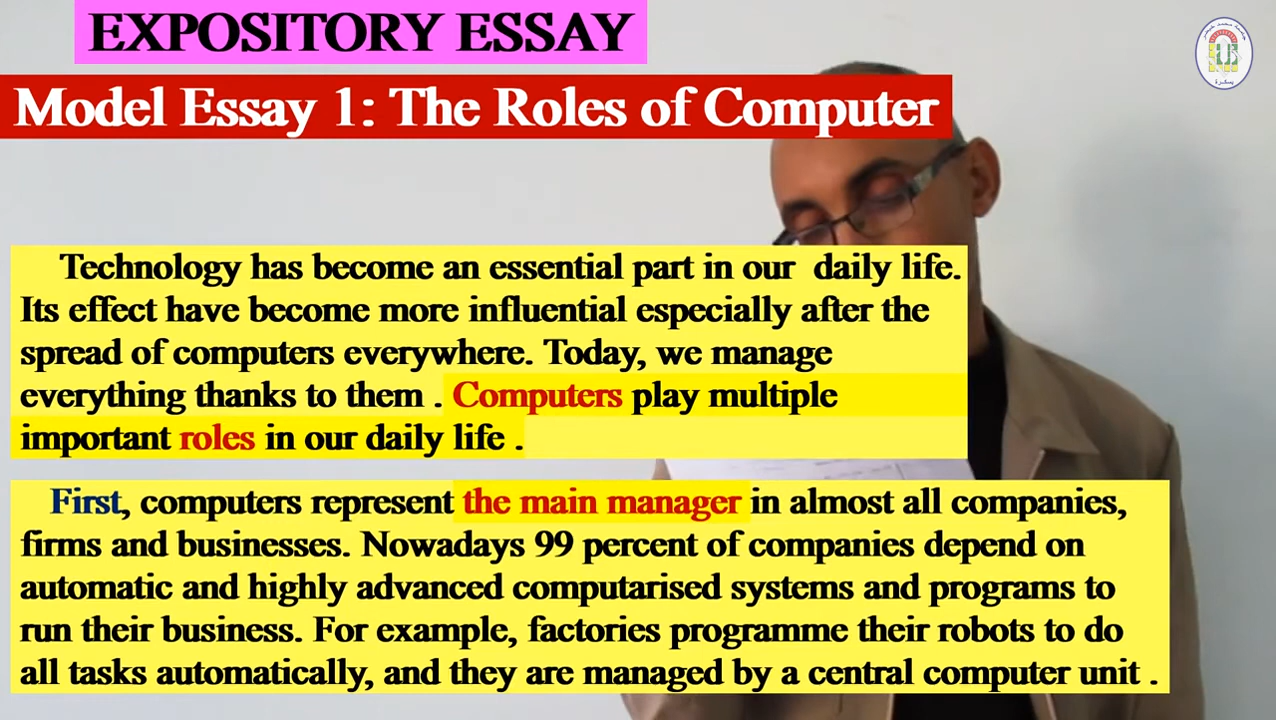 EXPOSITORY ESSAY
Model Essay 1: The Roles of Computer
Technology has become an essential part in our daily life.
Its effect have become more influential especially after the
spread of computers everywhere. Today, we manage
everything thanks to them . Computers play multiple
important roles in our daily life .
First, computers represent the main manager in almost all companies,
firms and businesses. Nowadays 99 percent of companies depend on
automatic and highly advanced computarised systems and programs to
run their business. For example, factories programme their robots to do
all tasks automatically, and they are managed by a central computer unit .